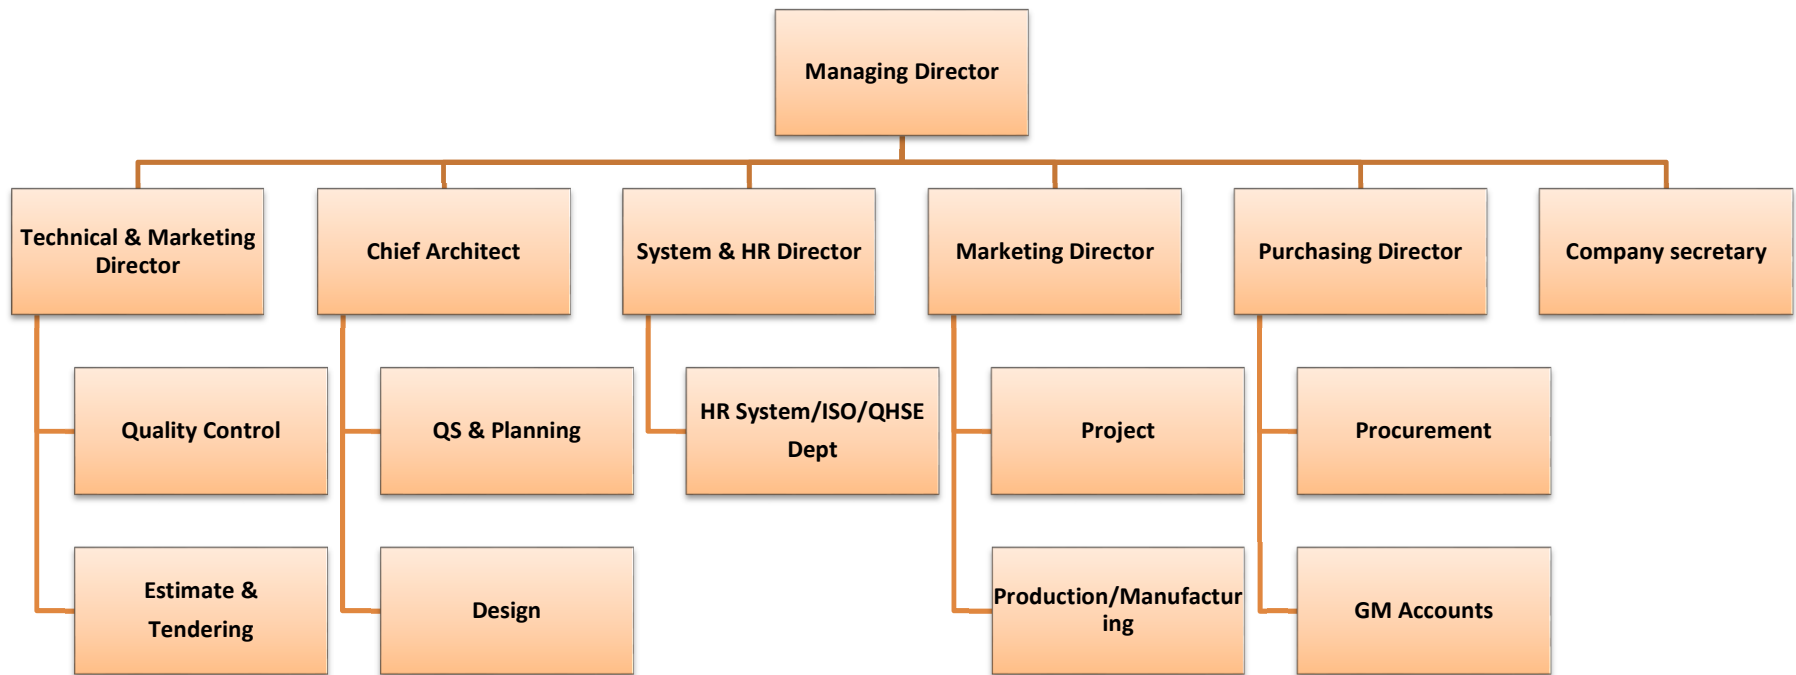 Managing Director
Technical & Marketing
Director
Chief Architect
System & HR Director
Marketing Director
Purchasing Director
Company secretary
Quality Control
QS & Planning
HR System/ISO/QHSE
Dept
Project
Procurement
Estimate &
Tendering
Design
Production/Manufactur
ing
GM Accounts